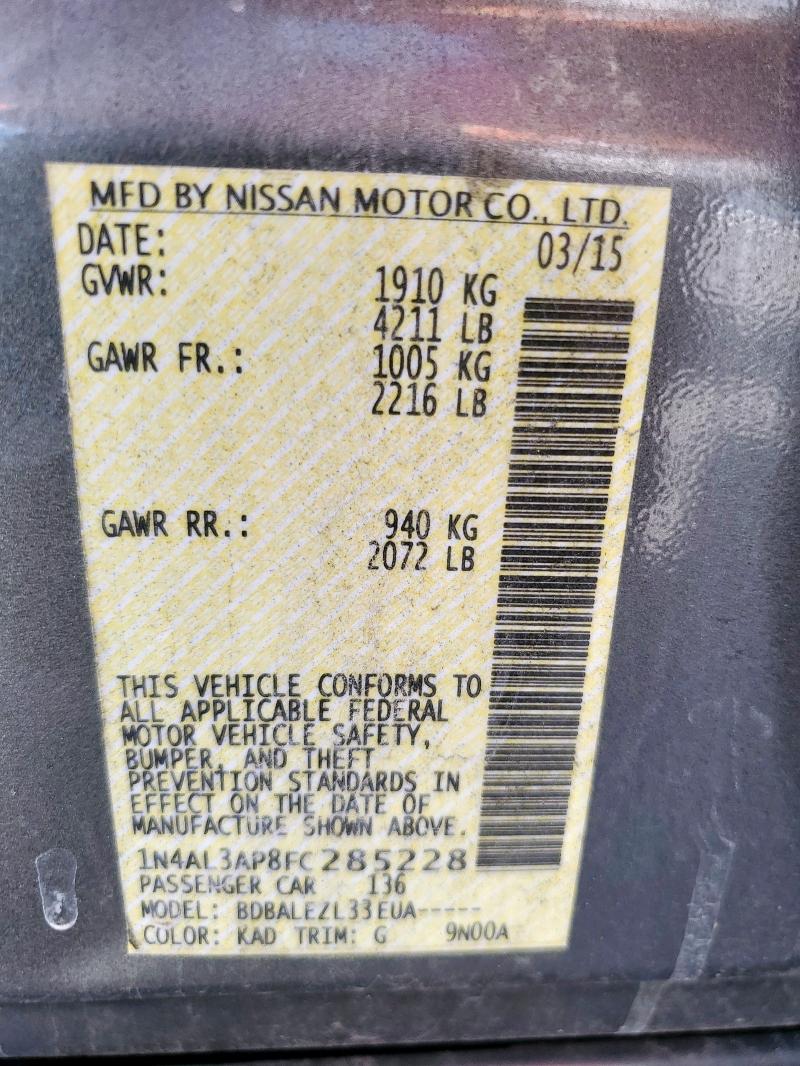 MFD BY NISSAN MOTOR CO., LTD.
DATE: 03/15
GVWR: 1910 KG
4211 LB
GAWR FR.: 1005 KG
2216 LB
GAWR RR.: 940 KG
2072 LB
THIS VEHICLE CONFORMS TO
ALL APPLICABLE FEDERAL
MOTOR VEHICLE SAFETY,
BUMPER, AND THEFT
PREVENTION STANDARDS IN
EFFECT ON THE DATE OF
MANUFACTURE SHOWN ABOVE.
1N4AL3AP8FC285228
PASSENGER CAR 136
MODEL: BDBALEZL33EUA-----
COLOR: KAD TRIM: G 9N00A